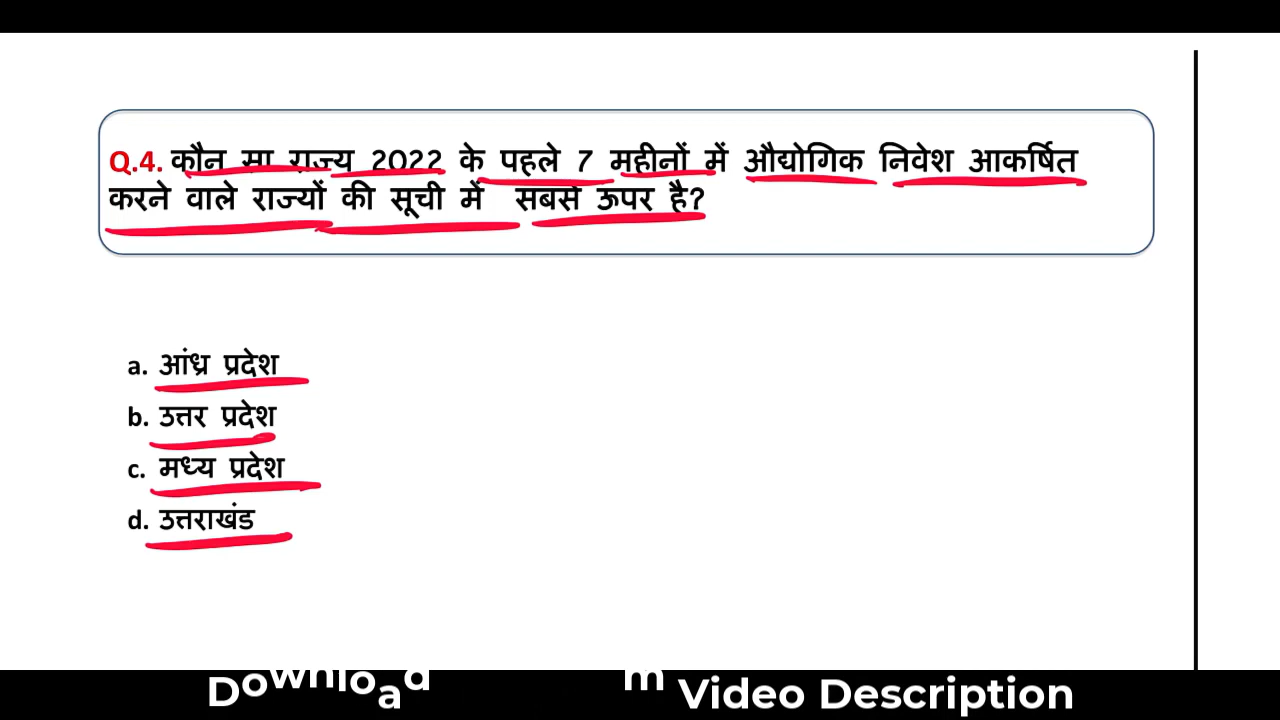 Q.4. कौन सा राज्य 2022 के पहले 7 महीनों में औद्योगिक निवेश आकर्षित
करने वाले राज्यों की सूची में सबसे ऊपर है?
a. आंध्र प्रदेश
b. उत्तर प्रदेश
c. मध्य प्रदेश
d. उत्तराखंड
Download m Video Description